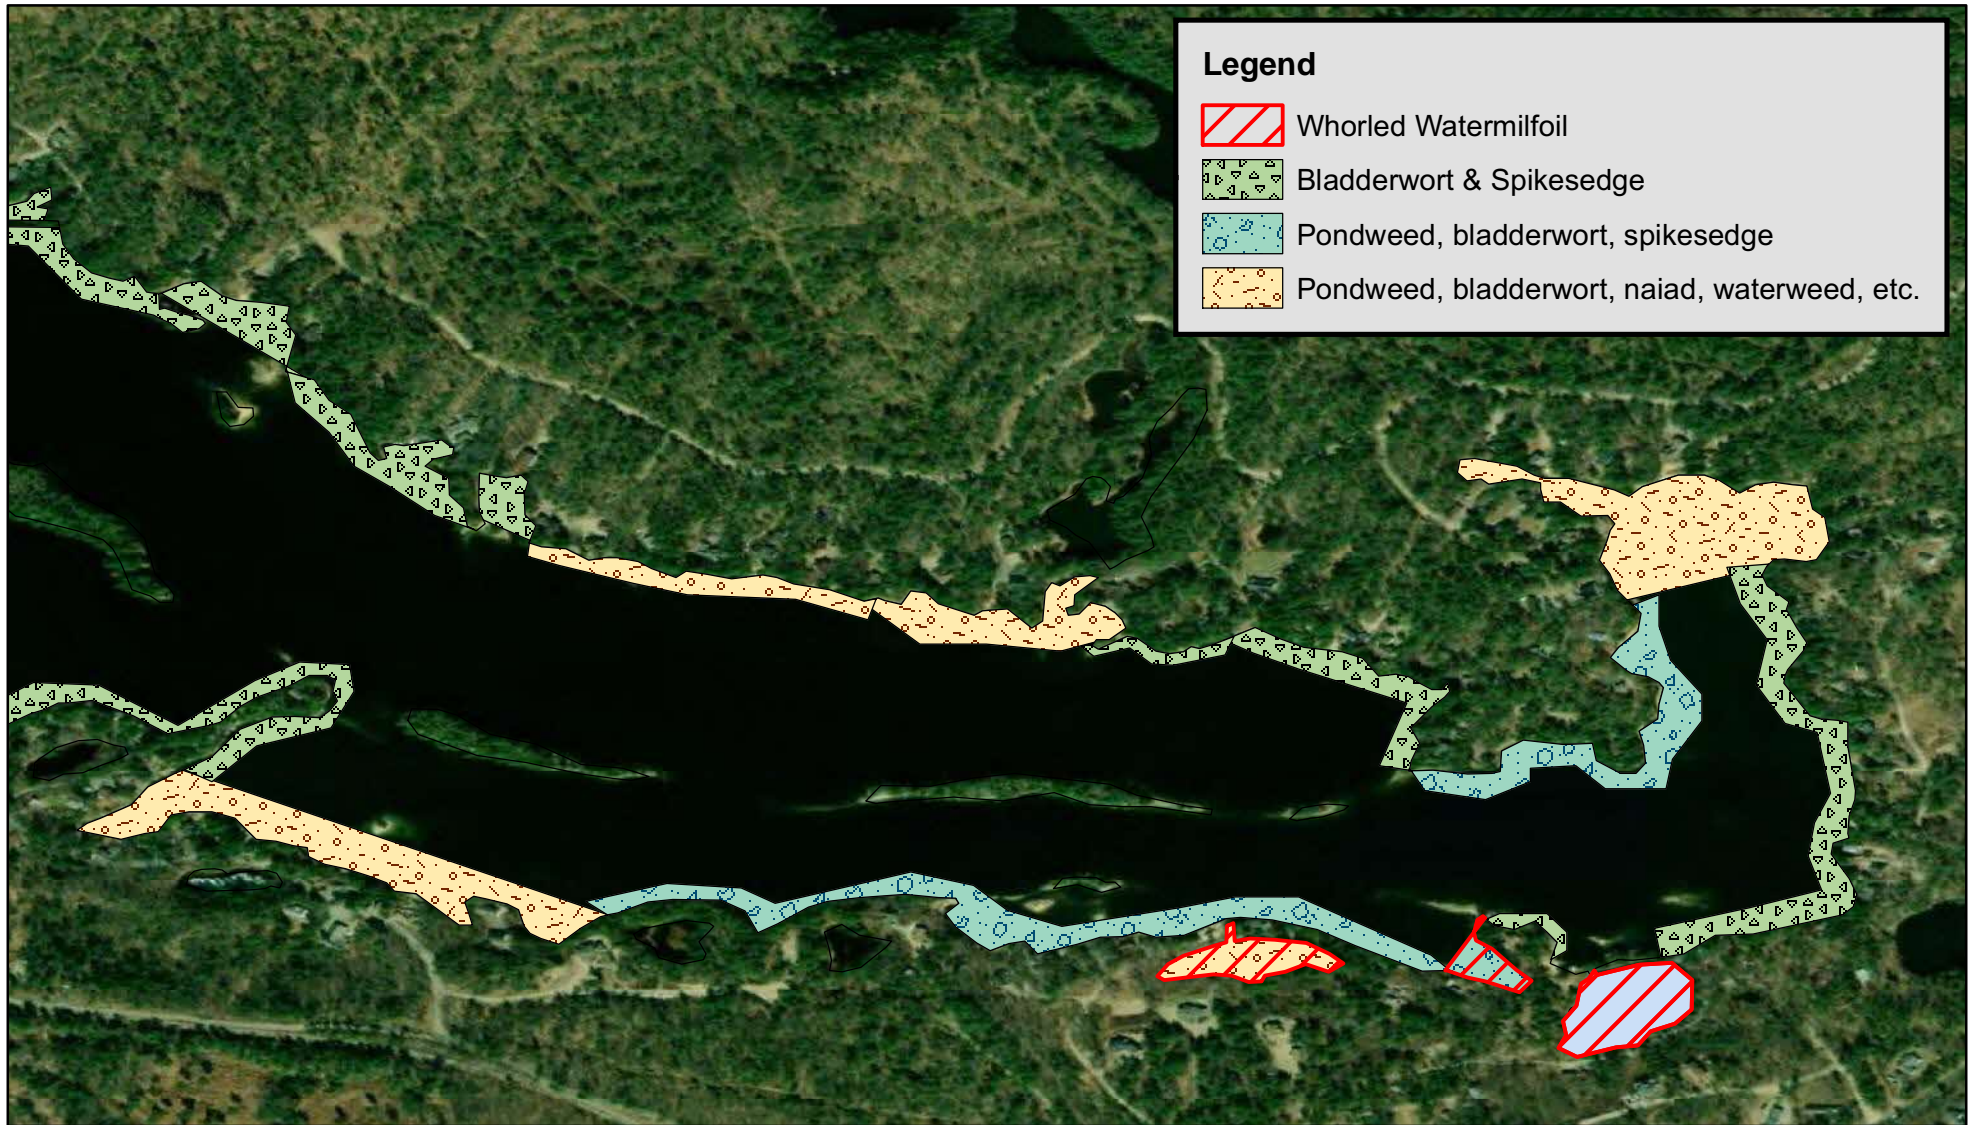 Legend
Whorled Watermilfoil
Bladderwort & Spikesedge
Pondweed, bladderwort, spikesedge
Pondweed, bladderwort, naiad, waterweed, etc.